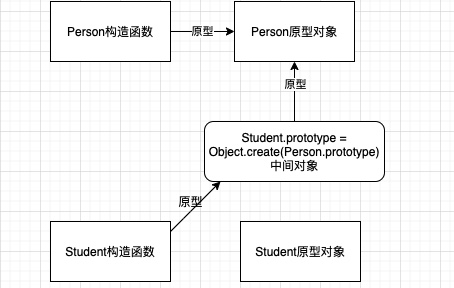 Person构造函数
原型
Person原型对象
原型
Student.prototype =
Object.create(Person.prototype)
中间对象
原型
Student构造函数
Student原型对象